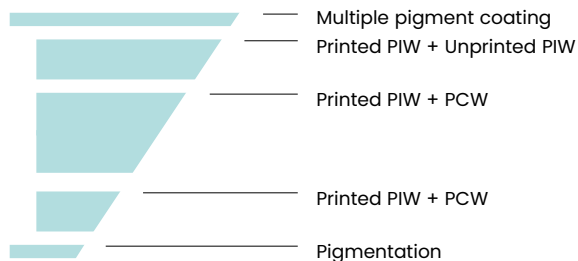 Multiple pigment coating
Printed PIW + Unprinted PIW
Printed PIW + PCW
Printed PIW + PCW
Pigmentation